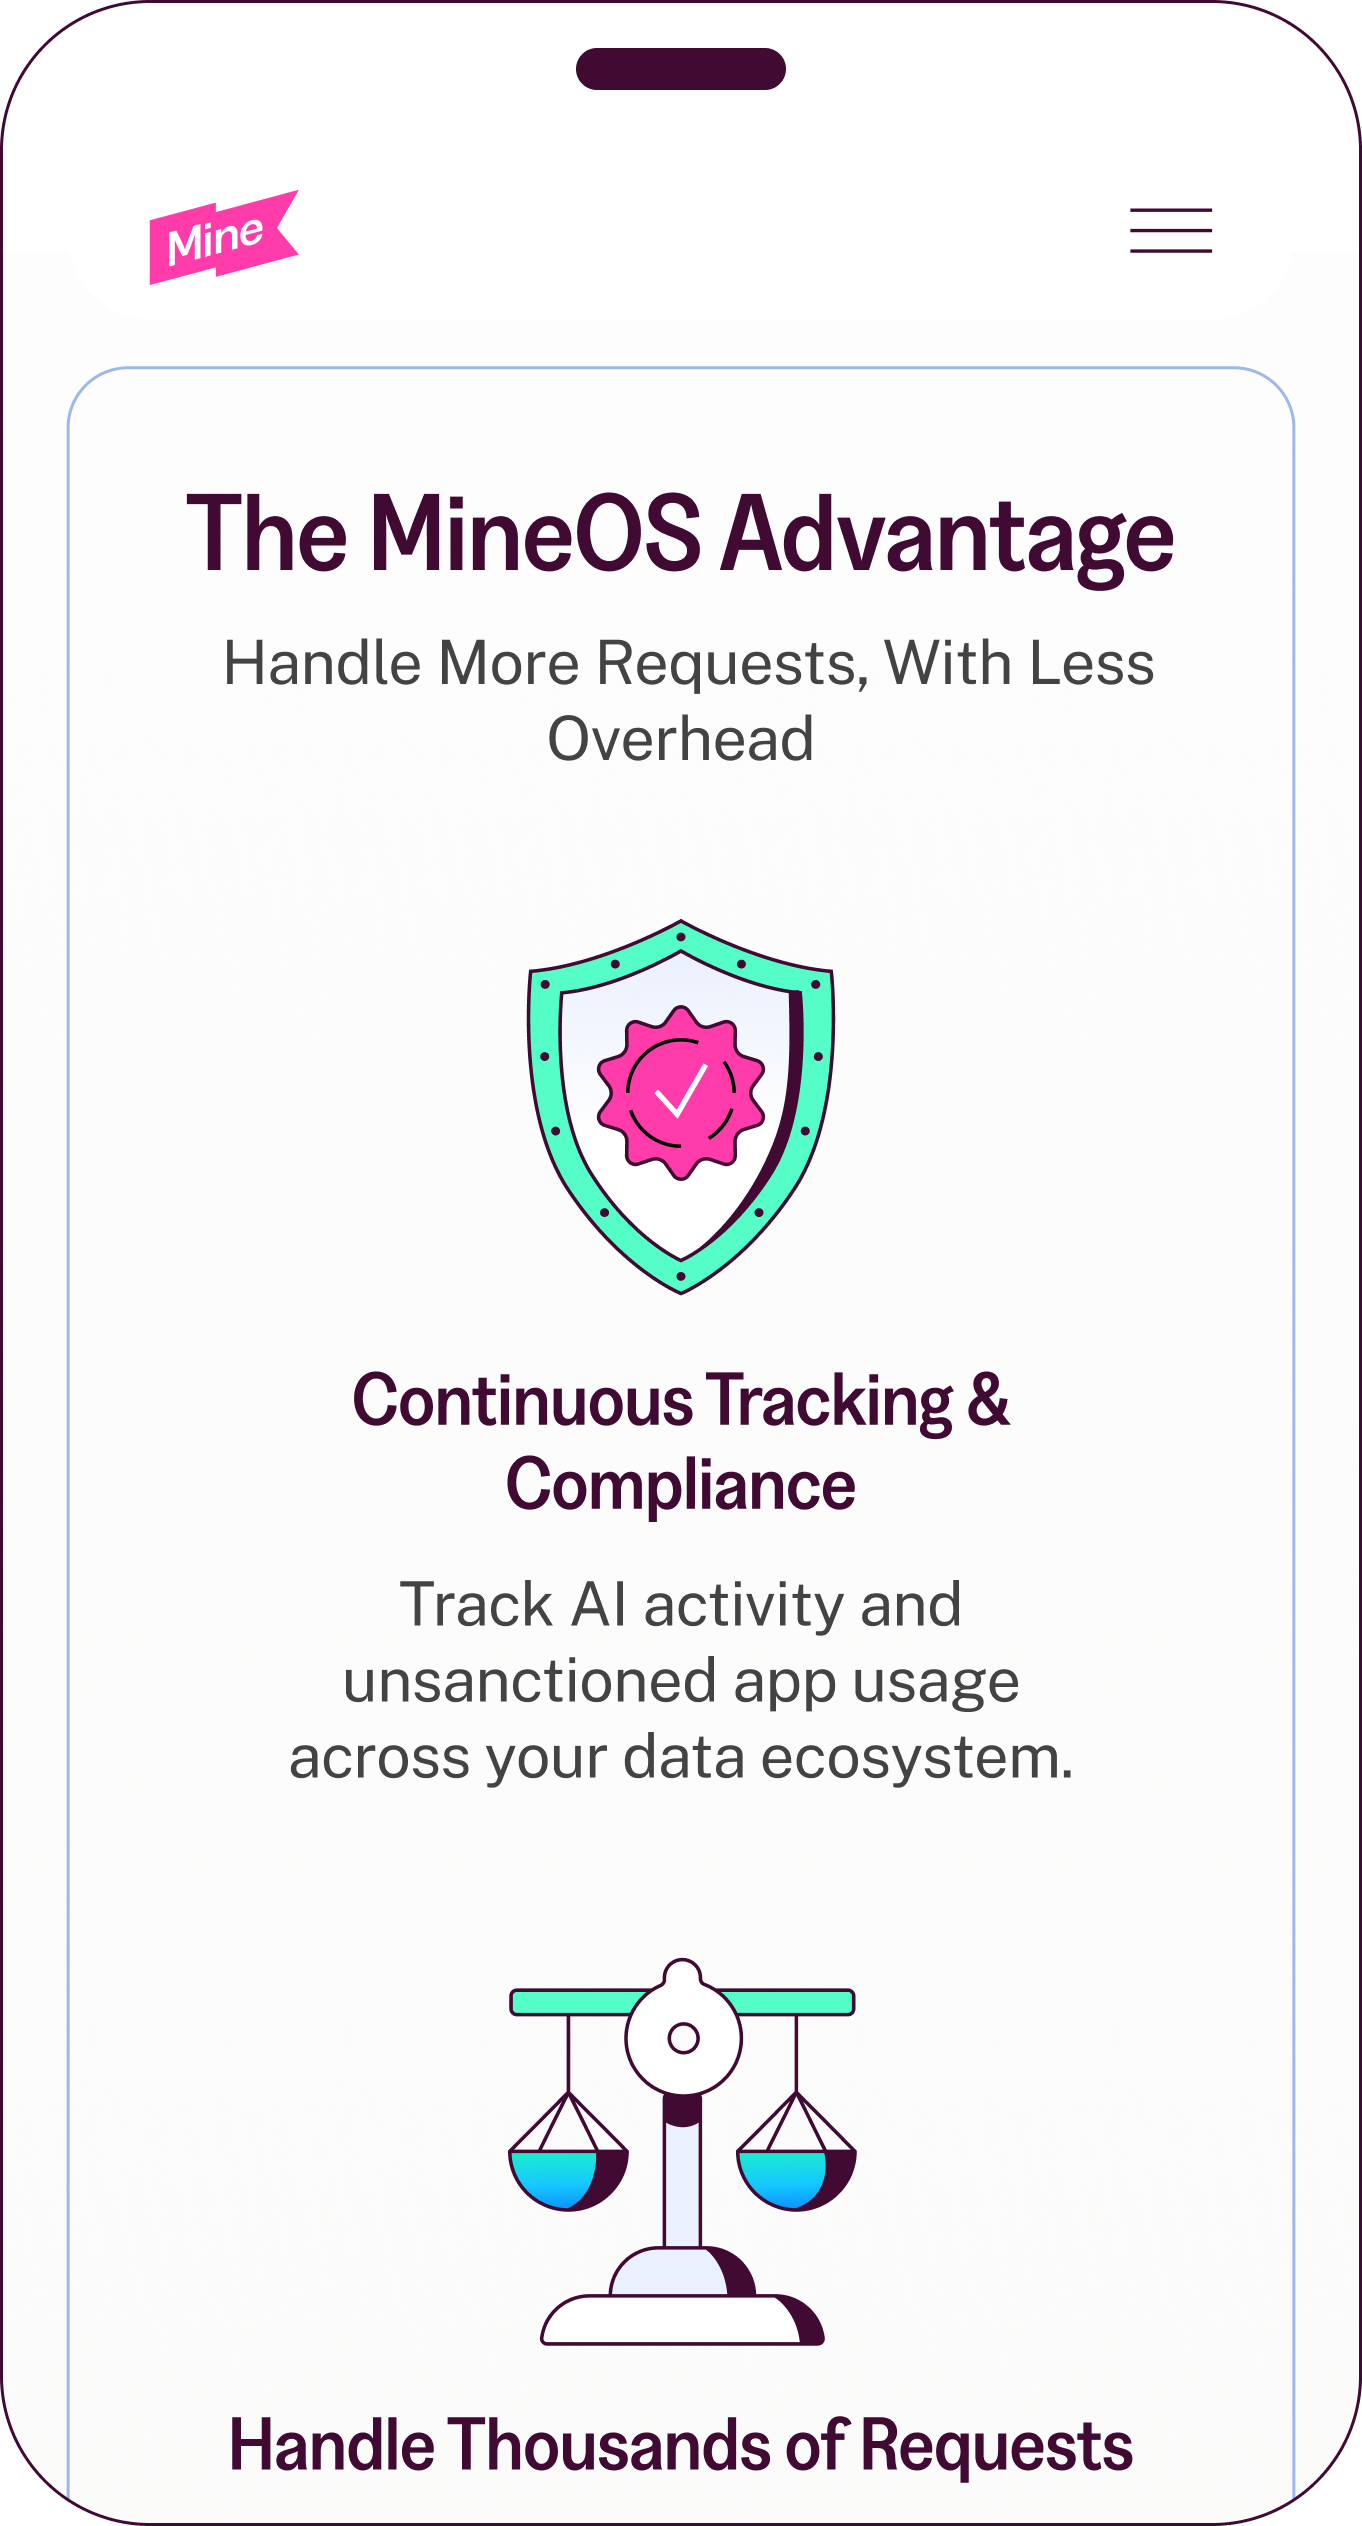 Mine
The MineOS Advantage
Handle More Requests, With Less
Overhead
Continuous Tracking &
Compliance
Track AI activity and
unsanctioned app usage
across your data ecosystem.
Handle Thousands of Requests